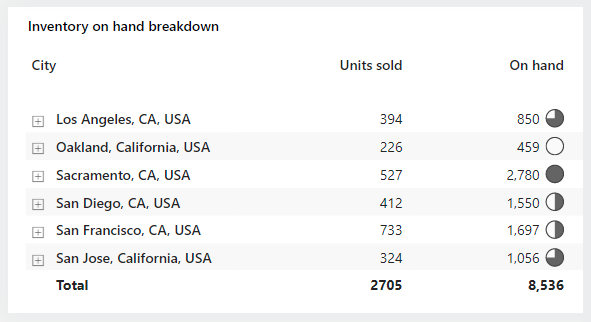 Inventory on hand breakdown
City Units sold On hand
Los Angeles, CA, USA 394 850
Oakland, California, USA 226 459
Sacramento, CA, USA 527 2,780
San Diego, CA, USA 412 1,550
San Francisco, CA, USA 733 1,697
San Jose, California, USA 324 1,056
Total 2705 8,536